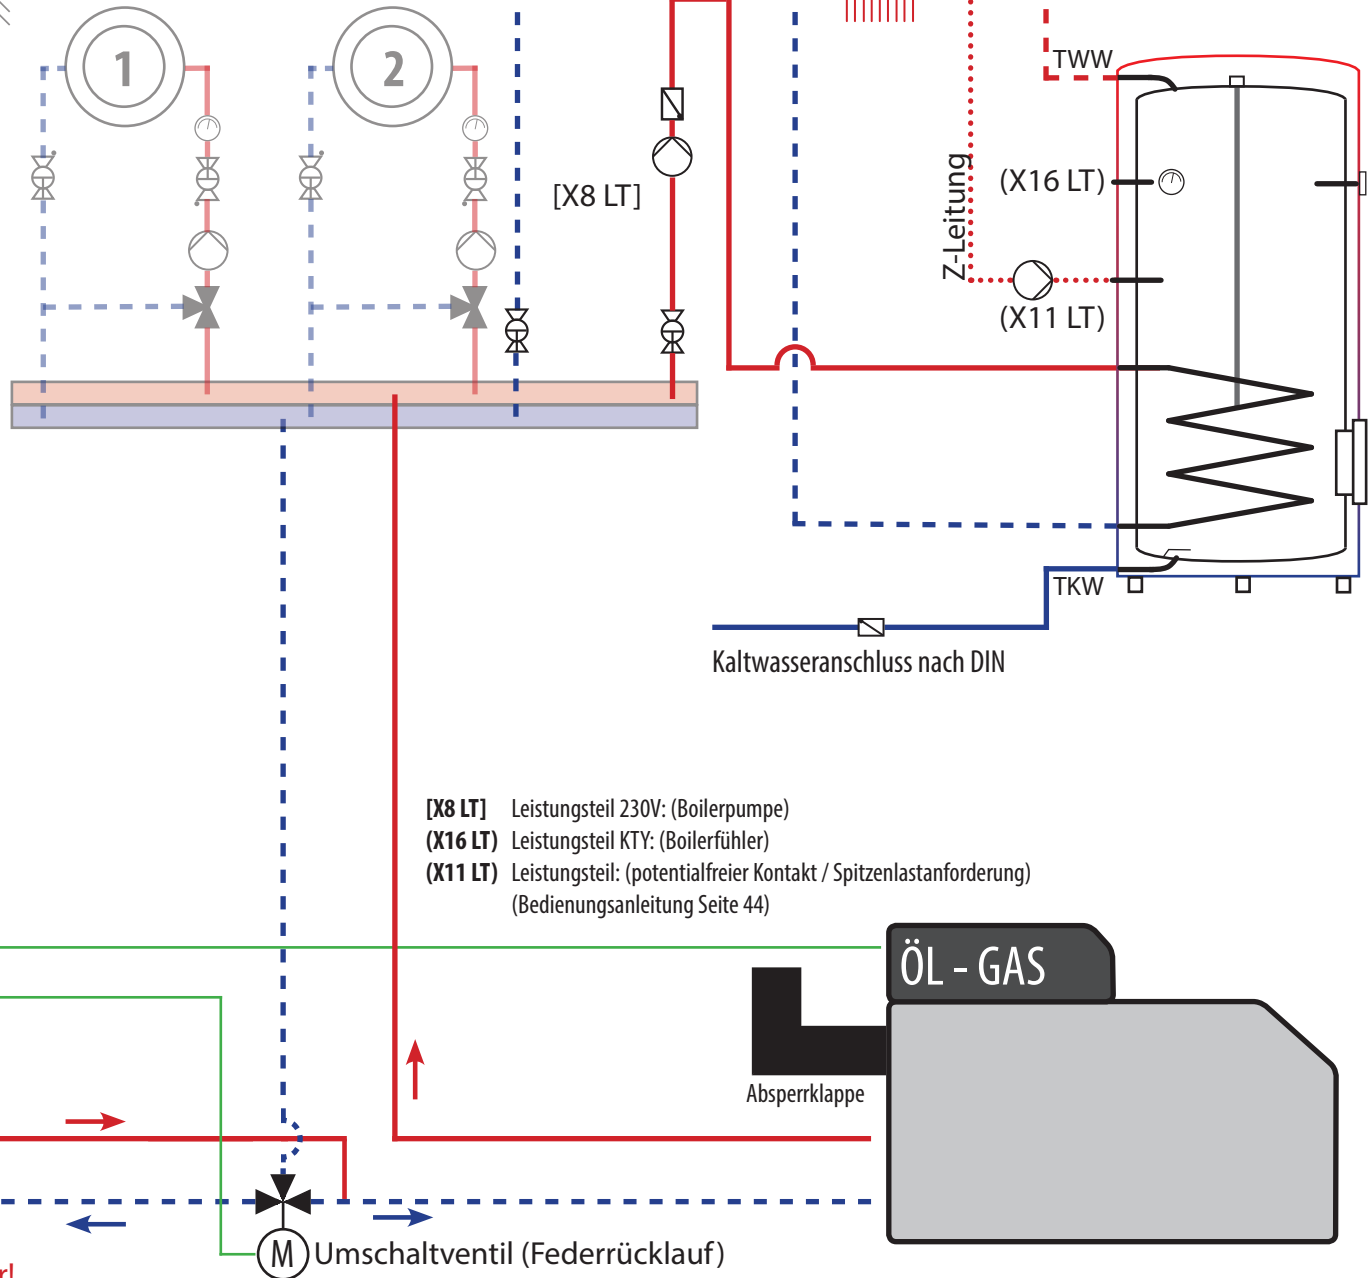 1
2
TWW
[X8 LT]
(X16 LT)
Z-Leitung
(X11 LT)
TKW
Kaltwasseranschluss nach DIN
[X8 LT] Leistungsteil 230V: (Boilerpumpe)
(X16 LT) Leistungsteil KTY: (Boilerfühler)
(X11 LT) Leistungsteil: (potentialfreier Kontakt / Spitzenlastanforderung)
(Bedienungsanleitung Seite 44)
ÖL - GAS
Absperrklappe
M
Umschaltventil (Federrücklauf)